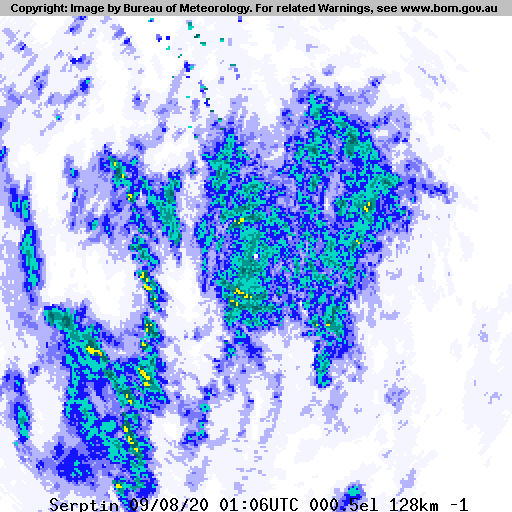 Copyright: Image by Bureau of Meteorology. For related Warnings, see www.bom.gov.au
Serptin 09/08/20 01:06UTC 000.5el 128km -1